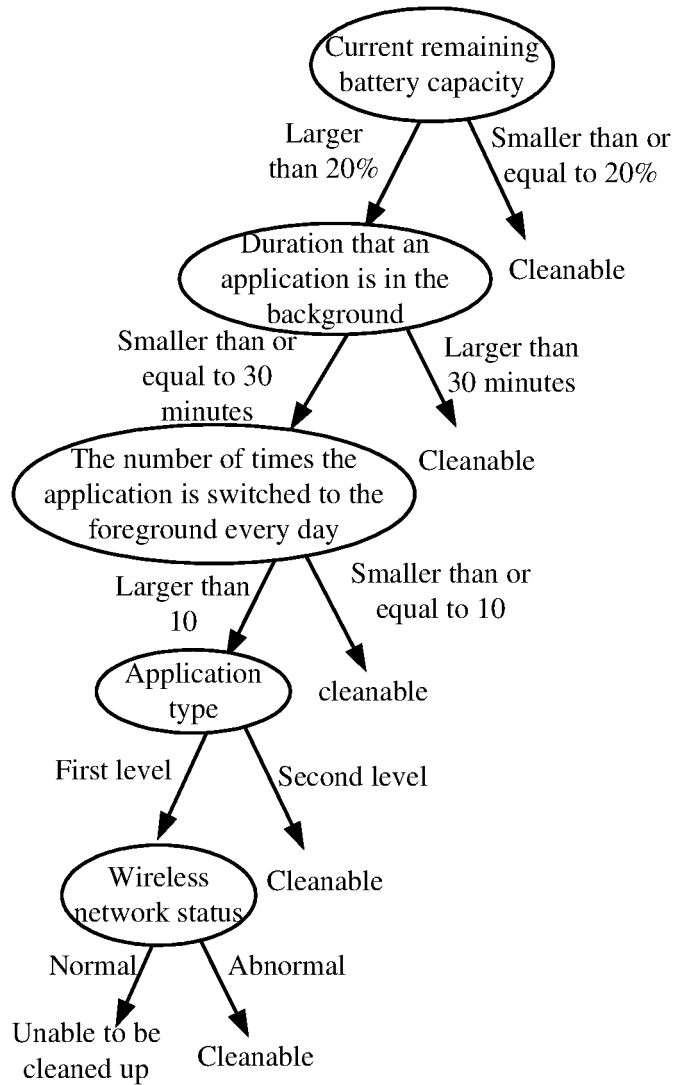 Current remaining
battery capacity
Larger
than 20%
Smaller than or
equal to 20%
Duration that an
application is in the
background
Cleanable
Smaller than or
equal to 30
minutes
Larger than
30 minutes
The number of times the
application is switched to the
foreground every day
Cleanable
Larger than
10
Smaller than or
equal to 10
Application
type
cleanable
First level
Second level
Wireless
network status
Cleanable
Normal
Abnormal
Unable to be
cleaned up
Cleanable